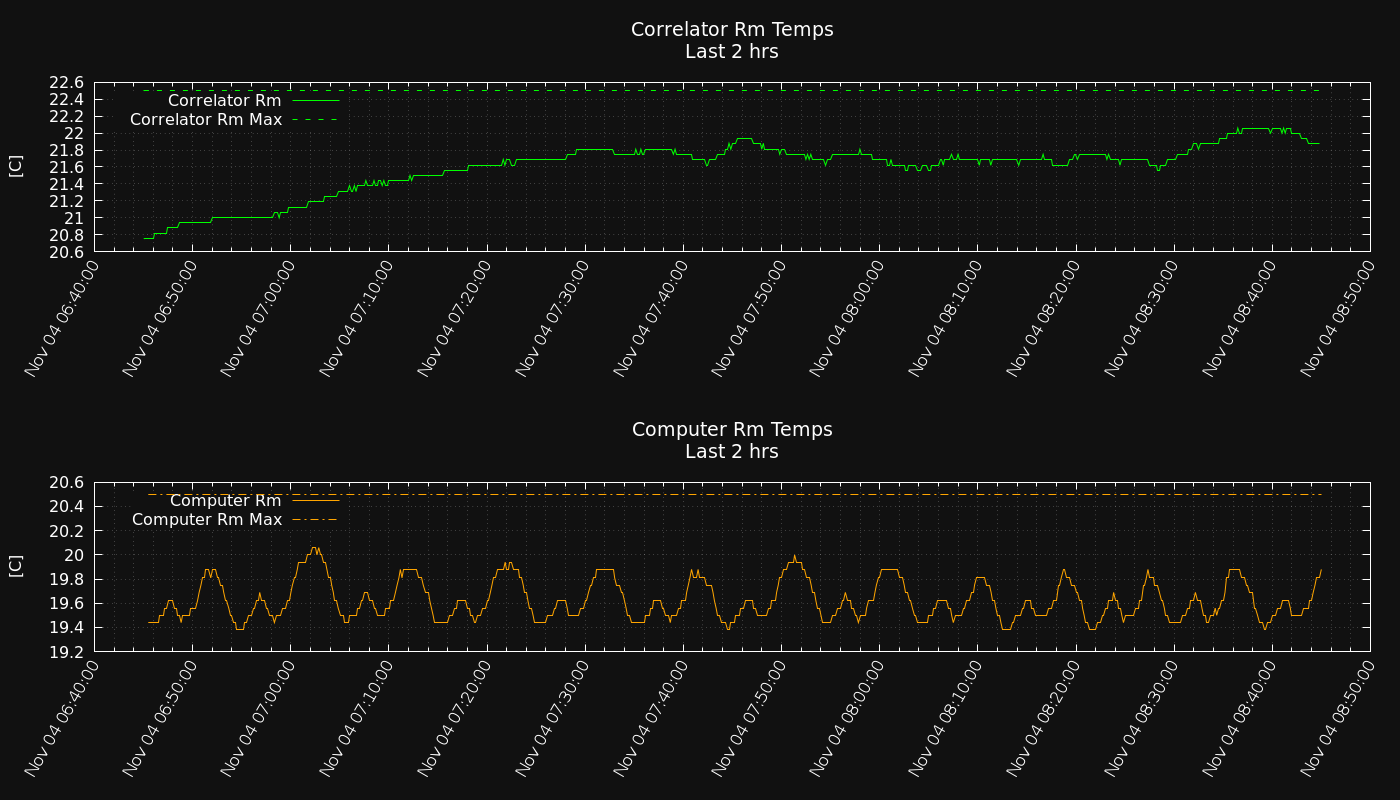 Correlator Rm Temps
Last 2 hrs
22.6
22.4
22.2
22
21.8
21.6
21.4
21.2
21
20.8
20.6
[C]
Correlator Rm
Correlator Rm Max
Nov 04 06:40:00
Nov 04 06:50:00
Nov 04 07:00:00
Nov 04 07:10:00
Nov 04 07:20:00
Nov 04 07:30:00
Nov 04 07:40:00
Nov 04 07:50:00
Nov 04 08:00:00
Nov 04 08:10:00
Nov 04 08:20:00
Nov 04 08:30:00
Nov 04 08:40:00
Nov 04 08:50:00
Computer Rm Temps
Last 2 hrs
20.6
20.4
20.2
20
19.8
19.6
19.4
19.2
[C]
Computer Rm
Computer Rm Max
Nov 04 06:40:00
Nov 04 06:50:00
Nov 04 07:00:00
Nov 04 07:10:00
Nov 04 07:20:00
Nov 04 07:30:00
Nov 04 07:40:00
Nov 04 07:50:00
Nov 04 08:00:00
Nov 04 08:10:00
Nov 04 08:20:00
Nov 04 08:30:00
Nov 04 08:40:00
Nov 04 08:50:00